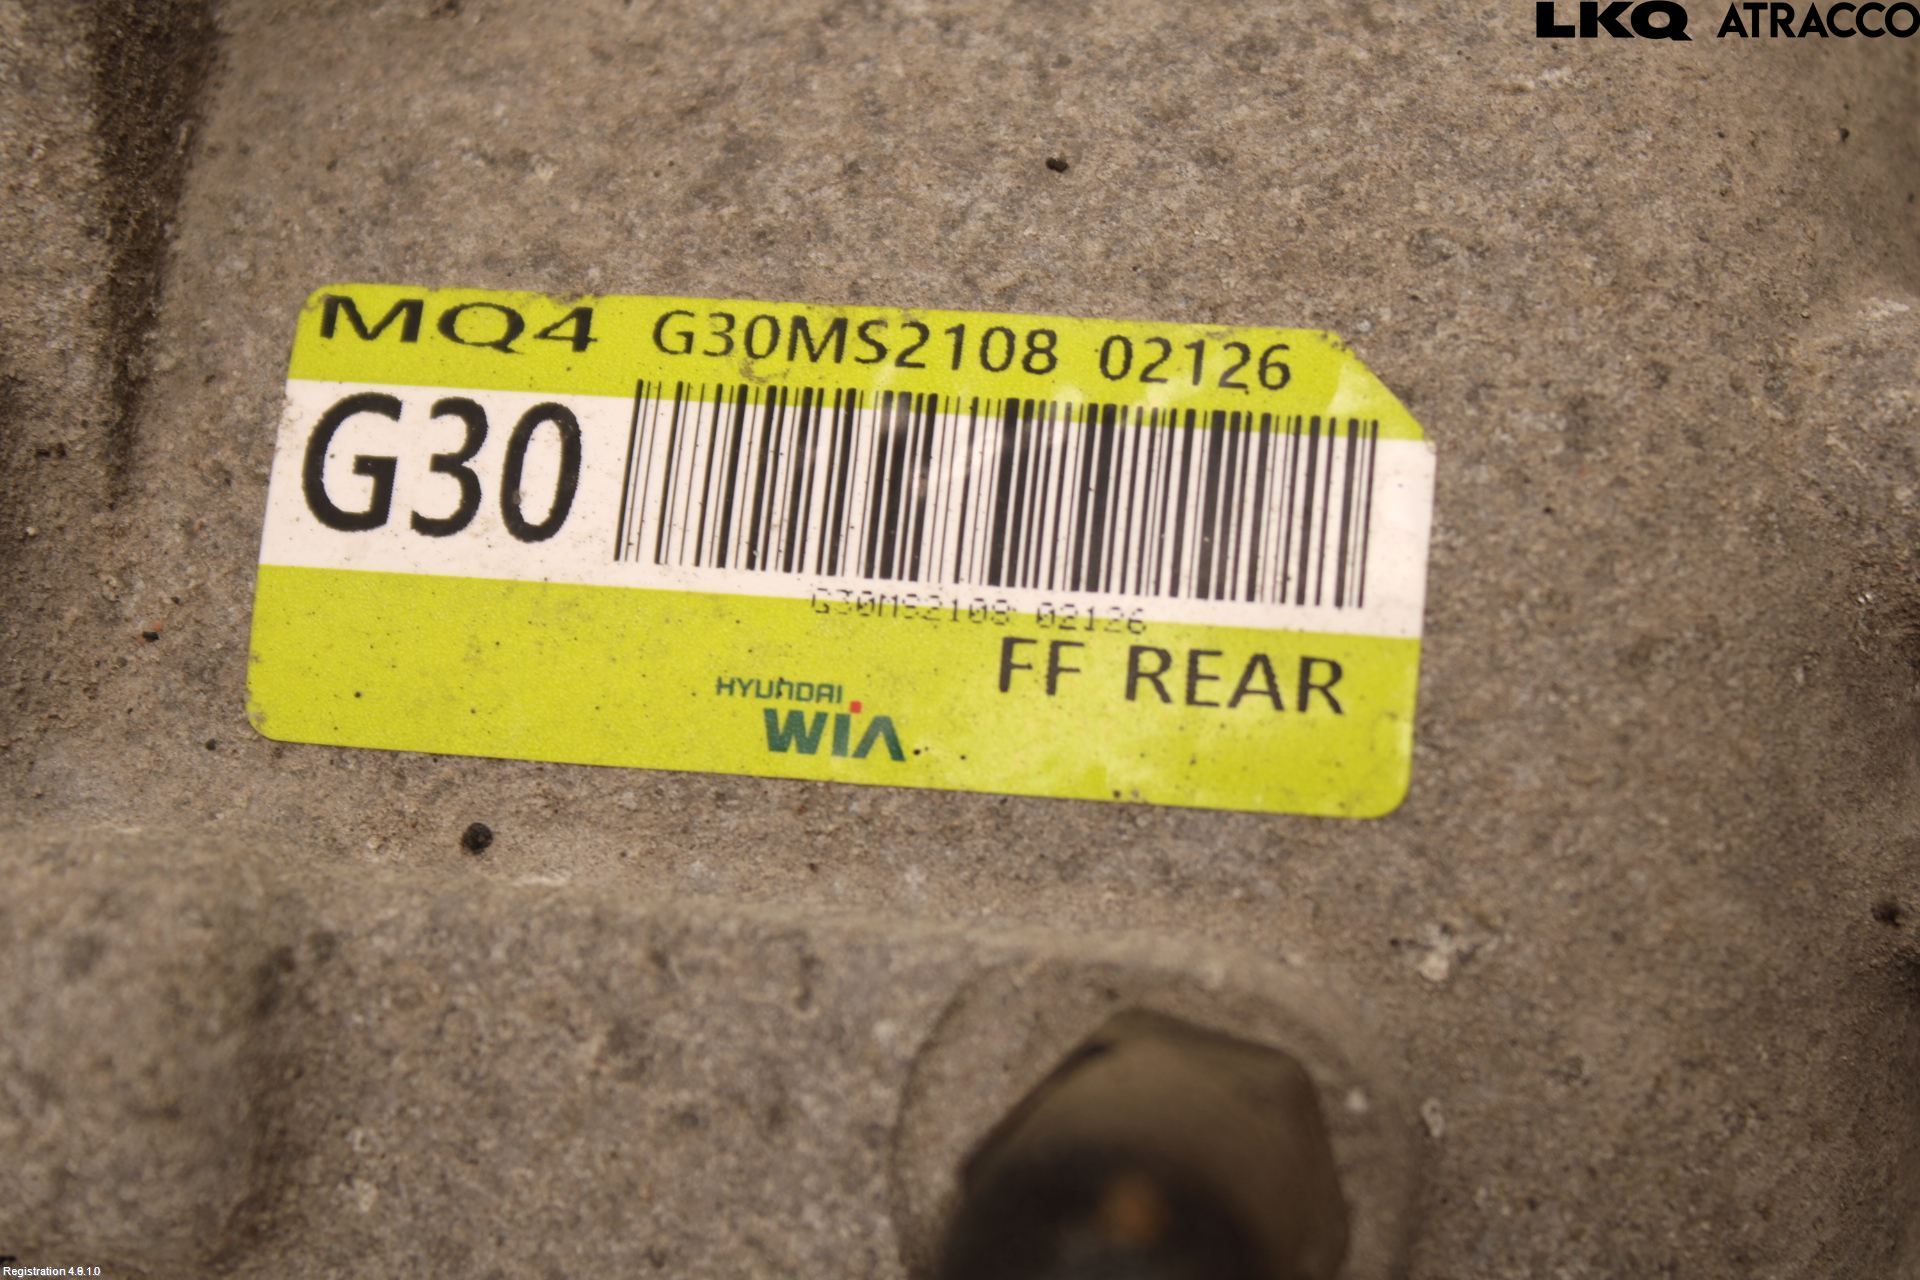 LKQ ATRACCO
MQ4 G30MS2108 02126
G30
G30MS2108 02126
FF REAR
HYUNDAI
WIA
Registration 4.8.1.0